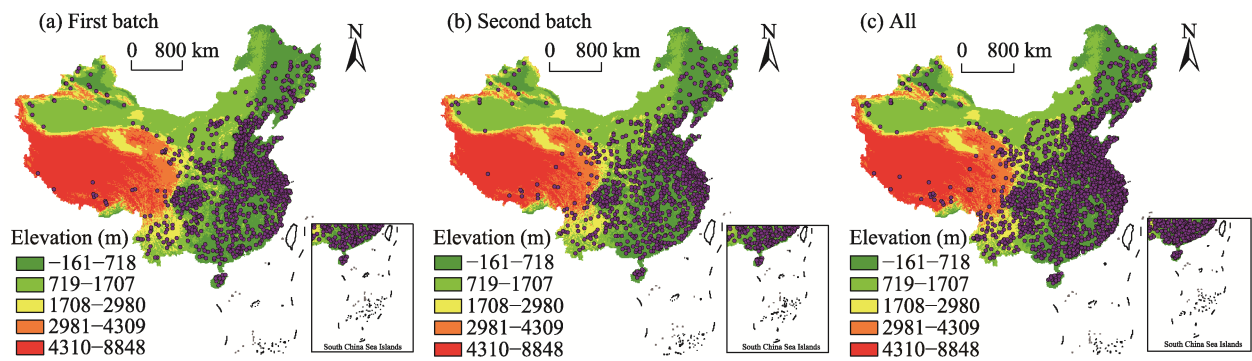 (a) First batch
0 800 km
N
Elevation (m)
−161−718
719−1707
1708−2980
2981−4309
4310−8848
South China Sea Islands
(b) Second batch
0 800 km
N
Elevation (m)
−161−718
719−1707
1708−2980
2981−4309
4310−8848
South China Sea Islands
(c) All
0 800 km
N
Elevation (m)
−161−718
719−1707
1708−2980
2981−4309
4310−8848
South China Sea Islands